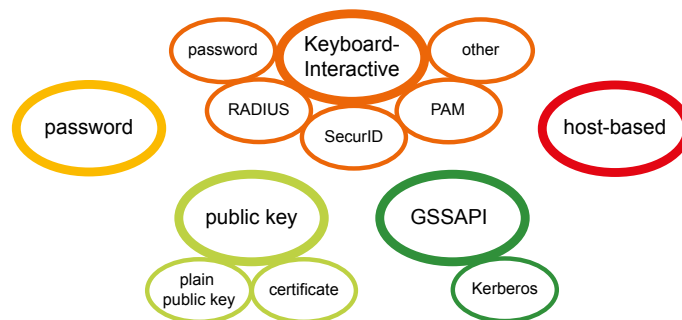 password
Keyboard-
Interactive
other
RADIUS
SecurID
PAM
password
host-based
public key
GSSAPI
plain
public key
certificate
Kerberos